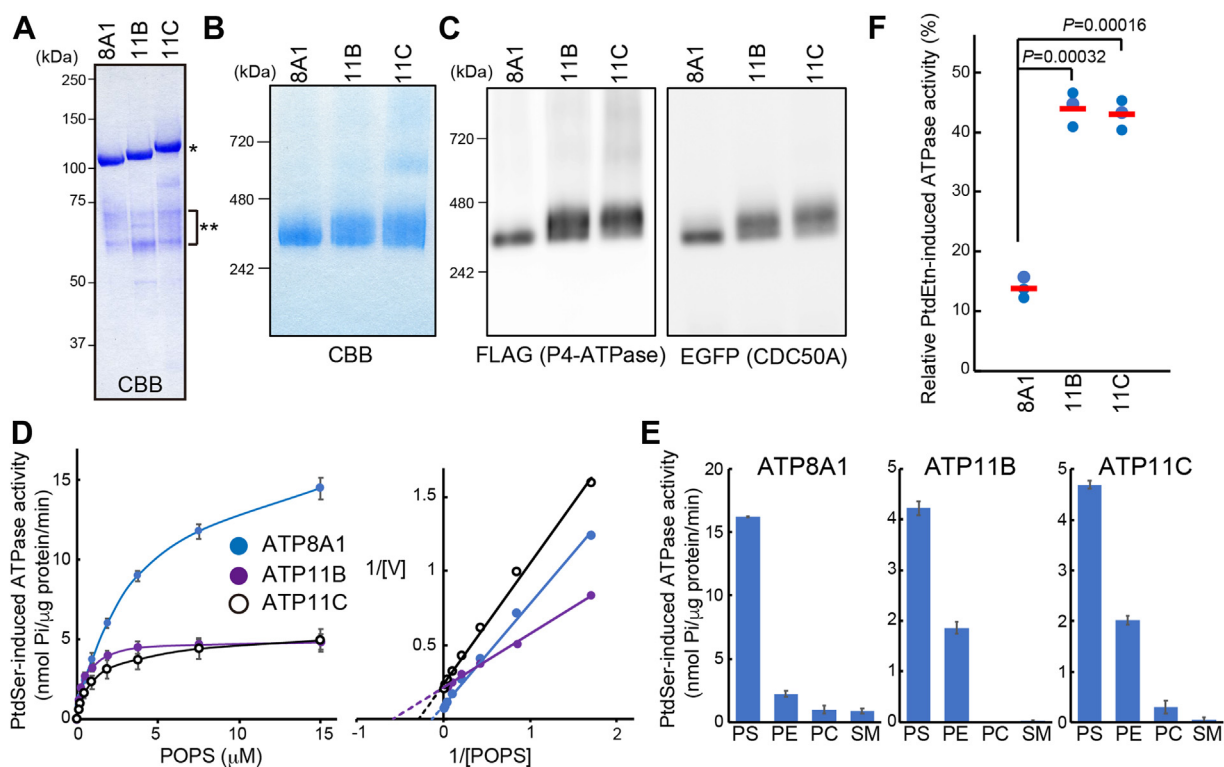 A
8A1
11B
11C
(kDa)
250
150
100
75
50
37
*
**
CBB
B
8A1
11B
11C
(kDa)
720
480
242
CBB
C
8A1
11B
11C
(kDa)
720
480
242
FLAG (P4-ATPase)
EGFP (CDC50A)
F
P=0.00016
P=0.00032
Relative PtdEtn-induced ATPase activity (%)
50
40
30
20
10
0
8A1
11B
11C
D
PtdSer-induced ATPase activity
(nmol Pi/μg protein/min)
15
10
5
0
0
5
10
15
POPS (μM)
ATP8A1
ATP11B
ATP11C
1/[V]
1.5
1
0.5
-1
0
1
2
1/[POPS]
E
PtdSer-induced ATPase activity
(nmol Pi/μg protein/min)
ATP8A1
20
15
10
5
0
PS PE PC SM
ATP11B
5
4
3
2
1
0
PS PE PC SM
ATP11C
5
4
3
2
1
0
PS PE PC SM